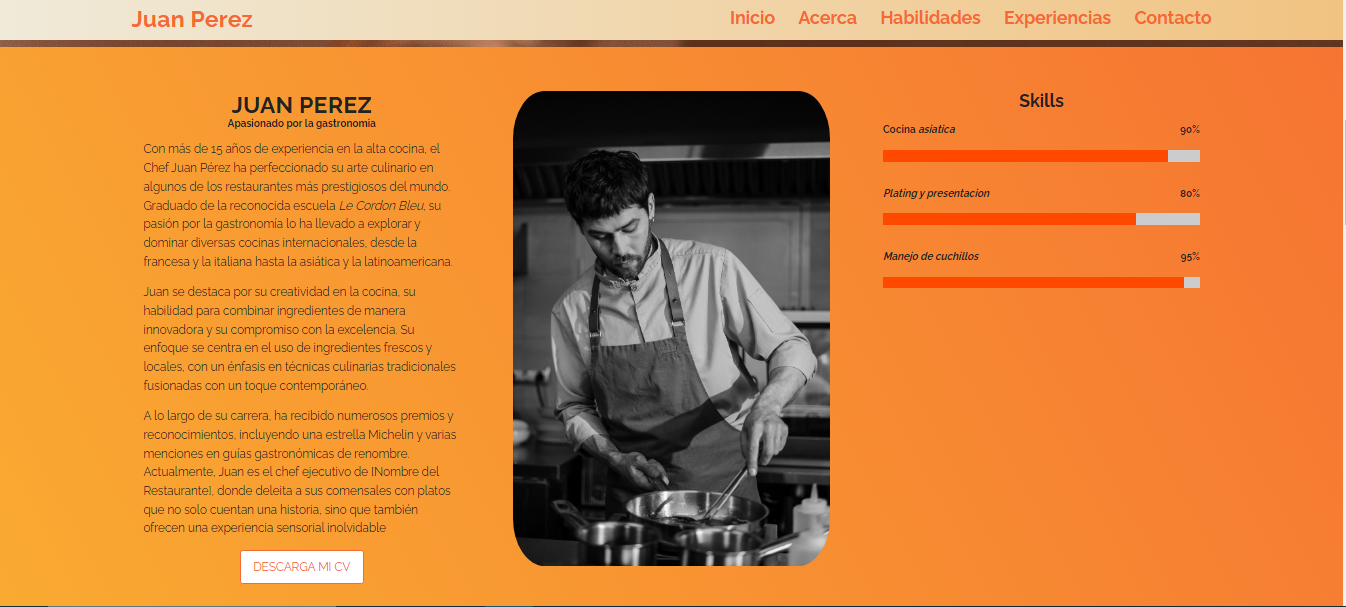 Juan Perez
Inicio Acerca Habilidades Experiencias Contacto
JUAN PEREZ
Apasionado por la gastronomia
Con más de 15 años de experiencia en la alta cocina, el
Chef Juan Pérez ha perfeccionado su arte culinario en
algunos de los restaurantes más prestigiosos del mundo.
Graduado de la reconocida escuela Le Cordon Bleu, su
pasión por la gastronomía lo ha llevado a explorar y
dominar diversas cocinas internacionales, desde la
francesa y la italiana hasta la asiática y la latinoamericana.
Juan se destaca por su creatividad en la cocina, su
habilidad para combinar ingredientes de manera
innovadora y su compromiso con la excelencia. Su
enfoque se centra en el uso de ingredientes frescos y
locales, con un énfasis en técnicas culinarias tradicionales
fusionadas con un toque contemporáneo.
A lo largo de su carrera, ha recibido numerosos premios y
reconocimientos, incluyendo una estrella Michelin y varias
menciones en guías gastronómicas de renombre.
Actualmente, Juan es el chef ejecutivo de [Nombre del
Restaurante], donde deleita a sus comensales con platos
que no solo cuentan una historia, sino que también
ofrecen una experiencia sensorial inolvidable
DESCARGA MI CV
Skills
Cocina asiatica 90%
Plating y presentacion 80%
Manejo de cuchillos 95%